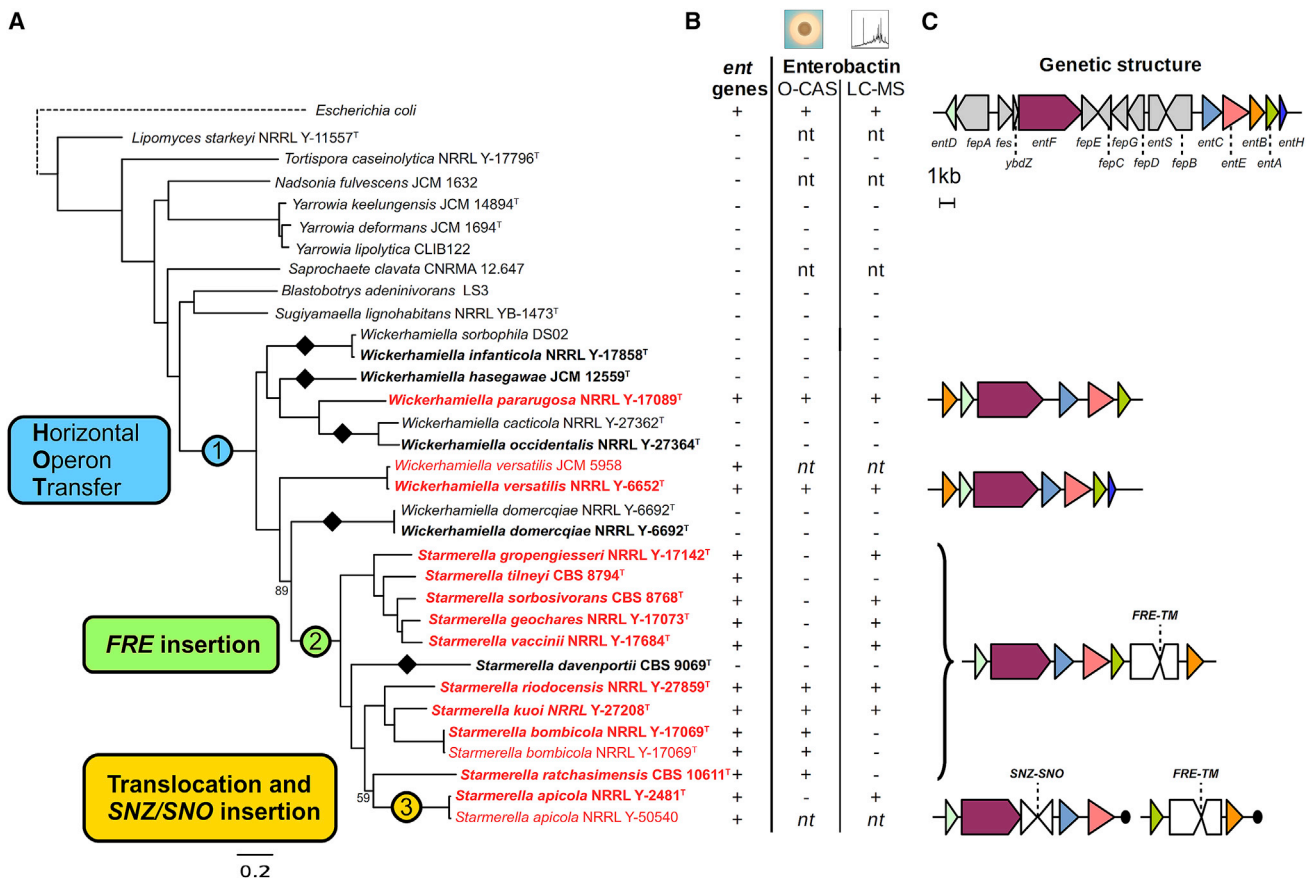 A
B
C
ent
genes
Enterobactin
O-CAS LC-MS
Genetic structure
Escherichia coli + + +
Lipomyces starkeyi NRRL Y-11557T - nt nt
Tortispora caseinolytica NRRL Y-17796T - - -
Nadsonia fulvescens JCM 1632 - nt nt
Yarrowia keelungensis JCM 14894T - - -
Yarrowia deformans JCM 1694T - - -
Yarrowia lipolytica CLIB122 - - -
Saprochaete clavata CNRMA 12.647 - nt nt
Blastobotrys adeninivorans LS3 - - -
Sugiyamaella lignohabitans NRRL YB-1473T - - -
Wickerhamiella sorbophila DS02 - - -
Wickerhamiella infanticola NRRL Y-17858T - - -
Wickerhamiella hasegawae JCM 12559T - - -
Wickerhamiella pararugosa NRRL Y-17089T + + +
Wickerhamiella cacticola NRRL Y-27362T - - -
Wickerhamiella occidentalis NRRL Y-27364T - - -
Wickerhamiella versatilis JCM 5958 + nt nt
Wickerhamiella versatilis NRRL Y-6652T + + +
Wickerhamiella domercqiae NRRL Y-6692T - - -
Wickerhamiella domercqiae NRRL Y-6692T - - -
Starmerella gropengiesseri NRRL Y-17142T + - +
Starmerella tilneyi CBS 8794T + - -
Starmerella sorbosivorans CBS 8768T + - +
Starmerella geochares NRRL Y-17073T + - +
Starmerella vaccinii NRRL Y-17684T + - +
Starmerella davenportii CBS 9069T - - -
Starmerella riodocensis NRRL Y-27859T + + +
Starmerella kuoi NRRL Y-27208T + + +
Starmerella bombicola NRRL Y-17069T + + -
Starmerella bombicola NRRL Y-17069T + + -
Starmerella ratchasimensis CBS 10611T + + -
Starmerella apicola NRRL Y-2481T + - +
Starmerella apicola NRRL Y-50540 + nt nt
Horizontal
Operon
Transfer
1
89
FRE insertion
2
Translocation and
SNZ/SNO insertion
59
3
0.2
entD fepA fes entF fepE fepG entS entC entB entH
ybdZ fepC fepD fepB entE entA
1kb
FRE-TM
SNZ-SNO FRE-TM